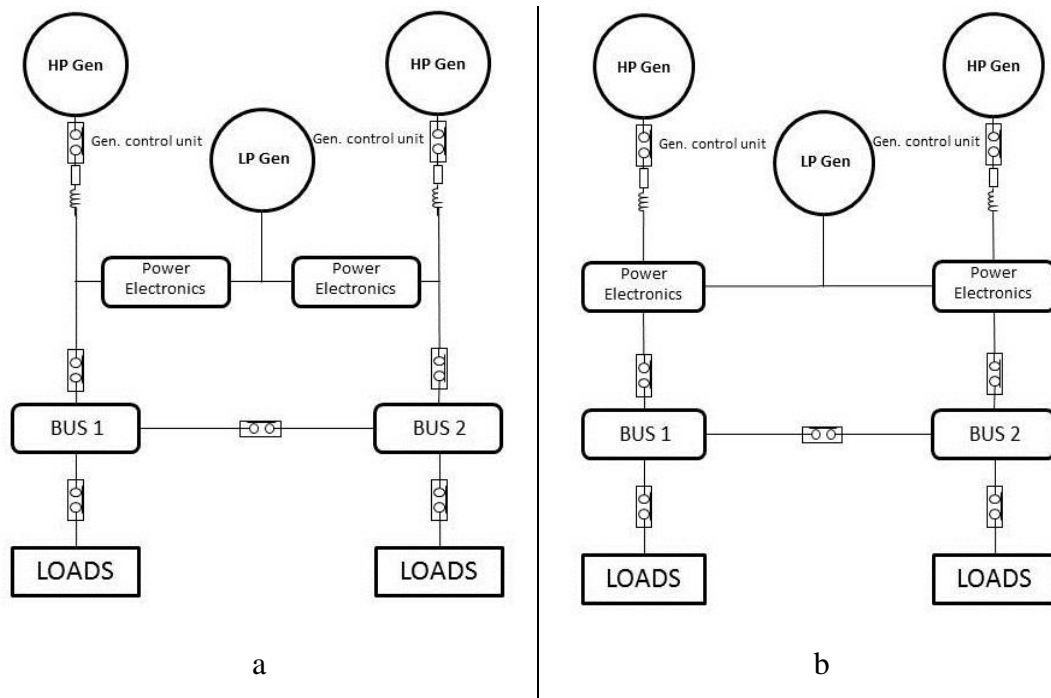 HP Gen
HP Gen
Gen. control unit
Gen. control unit
LP Gen
Power
Electronics
Power
Electronics
BUS 1
BUS 2
LOADS
LOADS
a
HP Gen
HP Gen
Gen. control unit
Gen. control unit
LP Gen
Power
Electronics
Power
Electronics
BUS 1
BUS 2
LOADS
LOADS
b